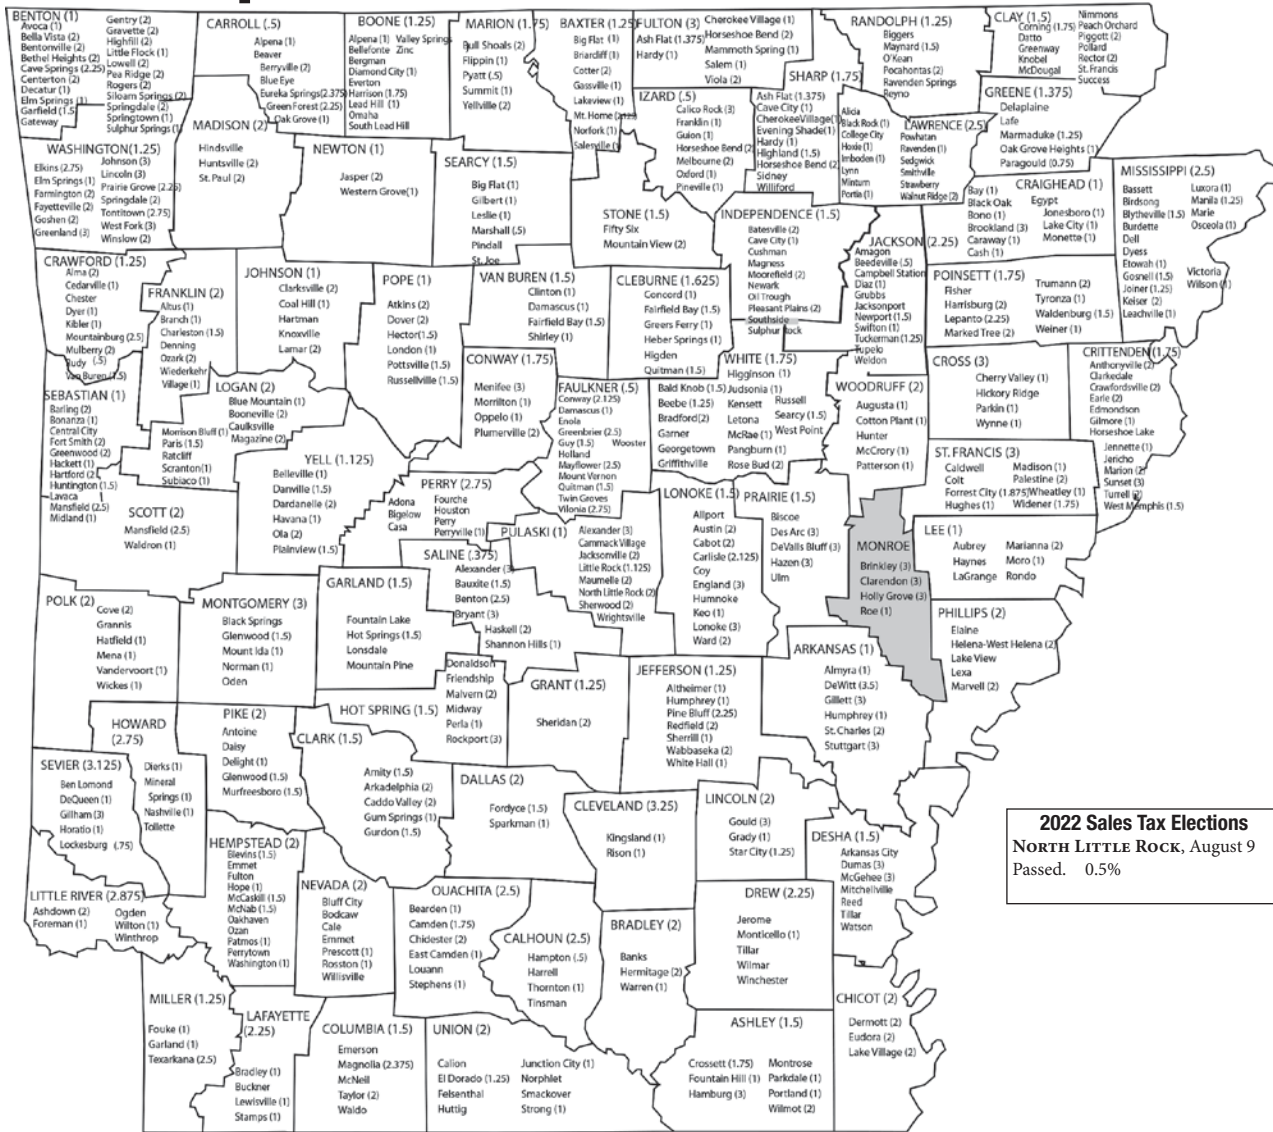 BENTON (1)
Avoca (1)
Bella Vista (2)
Bentonville (2)
Bethel Heights (2)
Cave Springs (2.25)
Centerton (2)
Decatur (1)
Elm Springs (1)
Garfield (1.5)
Gateway
Gentry (2)
Gravette (2)
Highfill (2)
Little Flock (1)
Lowell (2)
Pea Ridge (2)
Rogers (2)
Siloam Springs (2)
Springdale (2)
Springtown (1)
Sulphur Springs (1)
CARROLL (.5)
Alpena (1)
Beaver
Berryville (2)
Blue Eye
Eureka Springs (2.375)
Green Forest (2.25)
Oak Grove (1)
BOONE (1.25)
Alpena (1) Valley Springs
Bellefonte Zinc
Bergman
Diamond City (1)
Everton
Harrison (1.75)
Lead Hill (1)
Omaha
South Lead Hill
MARION (1.75)
Bull Shoals (2)
Flippin (1)
Pyatt (.5)
Summit (1)
Yellville (2)
BAXTER (1.25)
Big Flat (1)
Briarcliff (1)
Cotter (2)
Gassville (1)
Lakeview (1)
Mt. Home (2.125)
Norfork (1)
Salesville (1)
FULTON (3)
Ash Flat (1.375)
Hardy (1)
Cherokee Village (1)
Horseshoe Bend (2)
Mammoth Spring (1)
Salem (1)
Viola (2)
SHARP (1.75)
Ash Flat (1.375)
Cave City (1)
CherokeeVillage(1)
Evening Shade(1)
Hardy (1)
Highland (1.5)
Horseshoe Bend (2)
Sidney
Williford
RANDOLPH (1.25)
Biggers
Maynard (1.5)
O'Kean
Pocahontas (2)
Ravenden Springs
Reyno
CLAY (1.5)
Corning (1.75)
Datto
Greenway
Knobel
McDougal
Nimmons
Peach Orchard
Piggott (2)
Pollard
Rector (2)
St. Francis
Success
GREENE (1.375)
Delaplaine
Lafe
Marmaduke (1.25)
Oak Grove Heights (1)
Paragould (0.75)
IZARD (.5)
Calico Rock (3)
Franklin (1)
Guion (1)
Horseshoe Bend (2)
Melbourne (2)
Oxford (1)
Pineville (1)
LAWRENCE (2.5)
Alicia
Black Rock (1)
College City
Hoxie (1)
Imboden (1)
Lynn
Minturn
Portia (1)
Powhatan
Ravenden (1)
Sedgwick
Smithville
Strawberry
Walnut Ridge (2)
MADISON (2)
Hindsville
Huntsville (2)
St. Paul (2)
WASHINGTON(1.25)
Elkins (2.75)
Elm Springs (1)
Farmington (2)
Fayetteville (2)
Goshen (2)
Greenland (3)
Johnson (3)
Lincoln (3)
Prairie Grove (2.25)
Springdale (2)
Tontitown (2.75)
West Fork (3)
Winslow (2)
NEWTON (1)
Jasper (2)
Western Grove(1)
SEARCY (1.5)
Big Flat (1)
Gilbert (1)
Leslie (1)
Marshall (.5)
Pindall
St. Joe
STONE (1.5)
Fifty Six
Mountain View (2)
INDEPENDENCE (1.5)
Batesville (2)
Cave City (1)
Cushman
Magness
Moorefield (2)
Newark
Oil Trough
Pleasant Plains (2)
Southside
Sulphur Rock
JACKSON (2.25)
Amagon
Beedeville (.5)
Campbell Station
Diaz (1)
Grubbs
Jacksonport
Newport (1.5)
Swifton (1)
Tuckerman (1.25)
Tupelo
Weldon
CRAIGHEAD (1)
Bay (1)
Black Oak
Bono (1)
Brookland (3)
Caraway (1)
Cash (1)
Egypt
Jonesboro (1)
Lake City (1)
Monette (1)
MISSISSIPPI (2.5)
Bassett
Birdsong
Blytheville (1.5)
Burdette
Dell
Dyess
Etowah (1)
Gosnell (1.5)
Joiner (1.25)
Keiser (2)
Leachville (1)
Luxora (1)
Manila (1.25)
Marie
Osceola (1)
Victoria
Wilson (1)
CRAWFORD (1.25)
Alma (2)
Cedarville (1)
Chester
Dyer (1)
Kibler (1)
Mountainburg (2.5)
Mulberry (2)
Rudy (.5)
Van Buren (1.5)
FRANKLIN (2)
Altus (1)
Branch (1)
Charleston (1.5)
Denning
Ozark (2)
Wiederkehr
Village (1)
JOHNSON (1)
Clarksville (2)
Coal Hill (1)
Hartman
Knoxville
Lamar (2)
POPE (1)
Atkins (2)
Dover (2)
Hector(1.5)
London (1)
Pottsville (1.5)
Russellville (1.5)
VAN BUREN (1.5)
Clinton (1)
Damascus (1)
Fairfield Bay (1.5)
Shirley (1)
CLEBURNE (1.625)
Concord (1)
Fairfield Bay (1.5)
Greers Ferry (1)
Heber Springs (1)
Higden
Quitman (1.5)
POINSETT (1.75)
Fisher
Harrisburg (2)
Lepanto (2.25)
Marked Tree (2)
Trumann (2)
Tyronza (1)
Waldenburg (1.5)
Weiner (1)
SEBASTIAN (1)
Barling (2)
Bonanza (1)
Central City
Fort Smith (2)
Greenwood (2)
Hackett (1)
Hartford (2)
Huntington (1.5)
Lavaca
Mansfield (2.5)
Midland (1)
LOGAN (2)
Blue Mountain (1)
Booneville (2)
Caulksville
Magazine (2)
Morrison Bluff (1)
Paris (1.5)
Ratcliff
Scranton(1)
Subiaco (1)
CONWAY (1.75)
Menifee (3)
Morrilton (1)
Oppelo (1)
Plumerville (2)
FAULKNER (.5)
Conway (2.125)
Damascus (1)
Enola
Greenbrier (2.5)
Guy (1.5) Wooster
Holland
Mayflower (2.5)
Mount Vernon
Quitman (1.5)
Twin Groves
Vilonia (2.75)
WHITE (1.75)
Bald Knob (1.5)
Beebe (1.25)
Bradford(2)
Garner
Georgetown
Griffithville
Higginson (1)
Judsonia (1)
Kensett
Letona
McRae (1)
Pangburn (1)
Rose Bud (2)
Russell
Searcy (1.5)
West Point
WOODRUFF (2)
Augusta (1)
Cotton Plant (1)
Hunter
McCrory (1)
Patterson (1)
CROSS (3)
Cherry Valley (1)
Hickory Ridge
Parkin (1)
Wynne (1)
CRITTENDEN (1.75)
Anthonyville (2)
Clarkedale
Crawfordsville (2)
Earle (2)
Edmondson
Gilmore (1)
Horseshoe Lake
Jennette (1)
Jericho
Marion (2)
Sunset (3)
Turrell (2)
West Memphis (1.5)
ST. FRANCIS (3)
Caldwell
Colt
Forrest City (1.875)
Hughes (1)
Madison (1)
Palestine (2)
Wheatley (1)
Widener (1.75)
SCOTT (2)
Mansfield (2.5)
Waldron (1)
YELL (1.125)
Belleville (1)
Danville (1.5)
Dardanelle (2)
Havana (1)
Ola (2)
Plainview (1.5)
PERRY (2.75)
Adona
Bigelow
Casa
Fourche
Houston
Perry
Perryville (1)
PULASKI (1)
Alexander (3)
Cammack Village
Jacksonville (2)
Little Rock (1.125)
Maumelle (2)
North Little Rock (2)
Sherwood (2)
Wrightsville
LONOKE (1.5)
Allport
Austin (2)
Cabot (2)
Carlisle (2.125)
Coy
England (3)
Humnoke
Keo (1)
Lonoke (3)
Ward (2)
PRAIRIE (1.5)
Biscoe
Des Arc (3)
DeValls Bluff (3)
Hazen (3)
Ulm
MONROE
Brinkley (3)
Clarendon (3)
Holly Grove (3)
Roe (1)
LEE (1)
Aubrey
Haynes
LaGrange
Marianna (2)
Moro (1)
Rondo
PHILLIPS (2)
Elaine
Helena-West Helena (2)
Lake View
Lexa
Marvell (2)
SALINE (.375)
Alexander (3)
Bauxite (1.5)
Benton (2.5)
Bryant (3)
Haskell (2)
Shannon Hills (1)
GARLAND (1.5)
Fountain Lake
Hot Springs (1.5)
Lonsdale
Mountain Pine
POLK (2)
Cove (2)
Grannis
Hatfield (1)
Mena (1)
Vandervoort (1)
Wickes (1)
MONTGOMERY (3)
Black Springs
Glenwood (1.5)
Mount Ida (1)
Norman (1)
Oden
HOT SPRING (1.5)
Donaldson
Friendship
Malvern (2)
Midway
Perla (1)
Rockport (3)
GRANT (1.25)
Sheridan (2)
JEFFERSON (1.25)
Altheimer (1)
Humphrey (1)
Pine Bluff (2.25)
Redfield (2)
Sherrill (1)
Wabbaseka (2)
White Hall (1)
ARKANSAS (1)
Almyra (1)
DeWitt (3.5)
Gillett (3)
Humphrey (1)
St. Charles (2)
Stuttgart (3)
HOWARD
(2.75)
Dierks (1)
Mineral
Springs (1)
Nashville (1)
Tollette
PIKE (2)
Antoine
Daisy
Delight (1)
Glenwood (1.5)
Murfreesboro (1.5)
CLARK (1.5)
Amity (1.5)
Arkadelphia (2)
Caddo Valley (2)
Gum Springs (1)
Gurdon (1.5)
SEVIER (3.125)
Ben Lomond
DeQueen (1)
Gillham (3)
Horatio (1)
Lockesburg (.75)
DALLAS (2)
Fordyce (1.5)
Sparkman (1)
CLEVELAND (3.25)
Kingsland (1)
Rison (1)
LINCOLN (2)
Gould (3)
Grady (1)
Star City (1.25)
DESHA (1.5)
Arkansas City
Dumas (3)
McGehee (3)
Mitchellville
Reed
Tillar
Watson
2022 Sales Tax Elections
NORTH LITTLE ROCK, August 9
Passed. 0.5%
HEMPSTEAD (2)
Blevins (1.5)
Emmet
Fulton
Hope (1)
McCaskill (1.5)
McNab (1.5)
Oakhaven
Ozan
Patmos (1)
Perrytown
Washington (1)
LITTLE RIVER (2.875)
Ashdown (2)
Foreman (1)
Ogden
Wilton (1)
Winthrop
NEVADA (2)
Bluff City
Bodcaw
Cale
Emmet
Prescott (1)
Rosston (1)
Willisville
OUACHITA (2.5)
Bearden (1)
Camden (1.75)
Chidester (2)
East Camden (1)
Louann
Stephens (1)
CALHOUN (2.5)
Hampton (.5)
Harrell
Thornton (1)
Tinsman
BRADLEY (2)
Banks
Hermitage (2)
Warren (1)
DREW (2.25)
Jerome
Monticello (1)
Tillar
Wilmar
Winchester
MILLER (1.25)
Fouke (1)
Garland (1)
Texarkana (2.5)
LAFAYETTE
(2.25)
Bradley (1)
Buckner
Lewisville (1)
Stamps (1)
COLUMBIA (1.5)
Emerson
Magnolia (2.375)
McNeil
Taylor (2)
Waldo
UNION (2)
Calion
El Dorado (1.25)
Felsenthal
Huttig
Junction City (1)
Norphlet
Smackover
Strong (1)
ASHLEY (1.5)
Crossett (1.75)
Fountain Hill (1)
Hamburg (3)
Montrose
Parkdale (1)
Portland (1)
Wilmot (2)
CHICOT (2)
Dermott (2)
Eudora (2)
Lake Village (2)